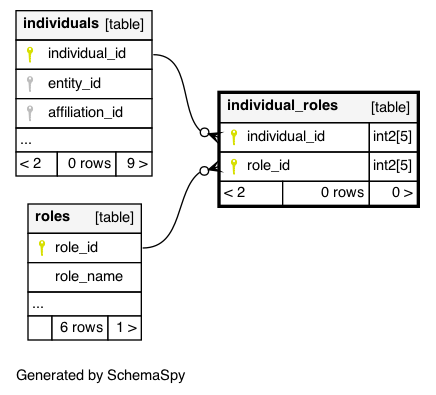 individuals [table]
individual_id
entity_id
affiliation_id
...
< 2 0 rows 9 >
individual_roles [table]
individual_id int2[5]
role_id int2[5]
< 2 0 rows 0 >
roles [table]
role_id
role_name
...
6 rows 1 >
Generated by SchemaSpy